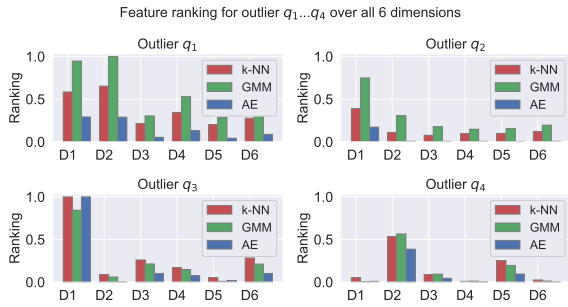 Feature ranking for outlier q₁...q₄ over all 6 dimensions
Outlier q₁
Ranking
1.0
0.5
0.0
k-NN
GMM
AE
D1 D2 D3 D4 D5 D6
Outlier q₂
Ranking
1.0
0.5
0.0
k-NN
GMM
AE
D1 D2 D3 D4 D5 D6
Outlier q₃
Ranking
1.0
0.5
0.0
k-NN
GMM
AE
D1 D2 D3 D4 D5 D6
Outlier q₄
Ranking
1.0
0.5
0.0
k-NN
GMM
AE
D1 D2 D3 D4 D5 D6